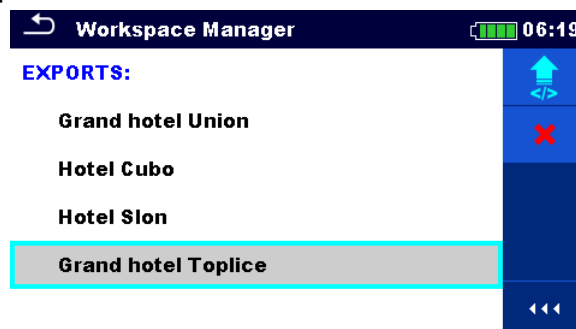 Workspace Manager 06:19
EXPORTS:
</>
Grand hotel Union
Hotel Cubo
Hotel Slon
Grand hotel Toplice